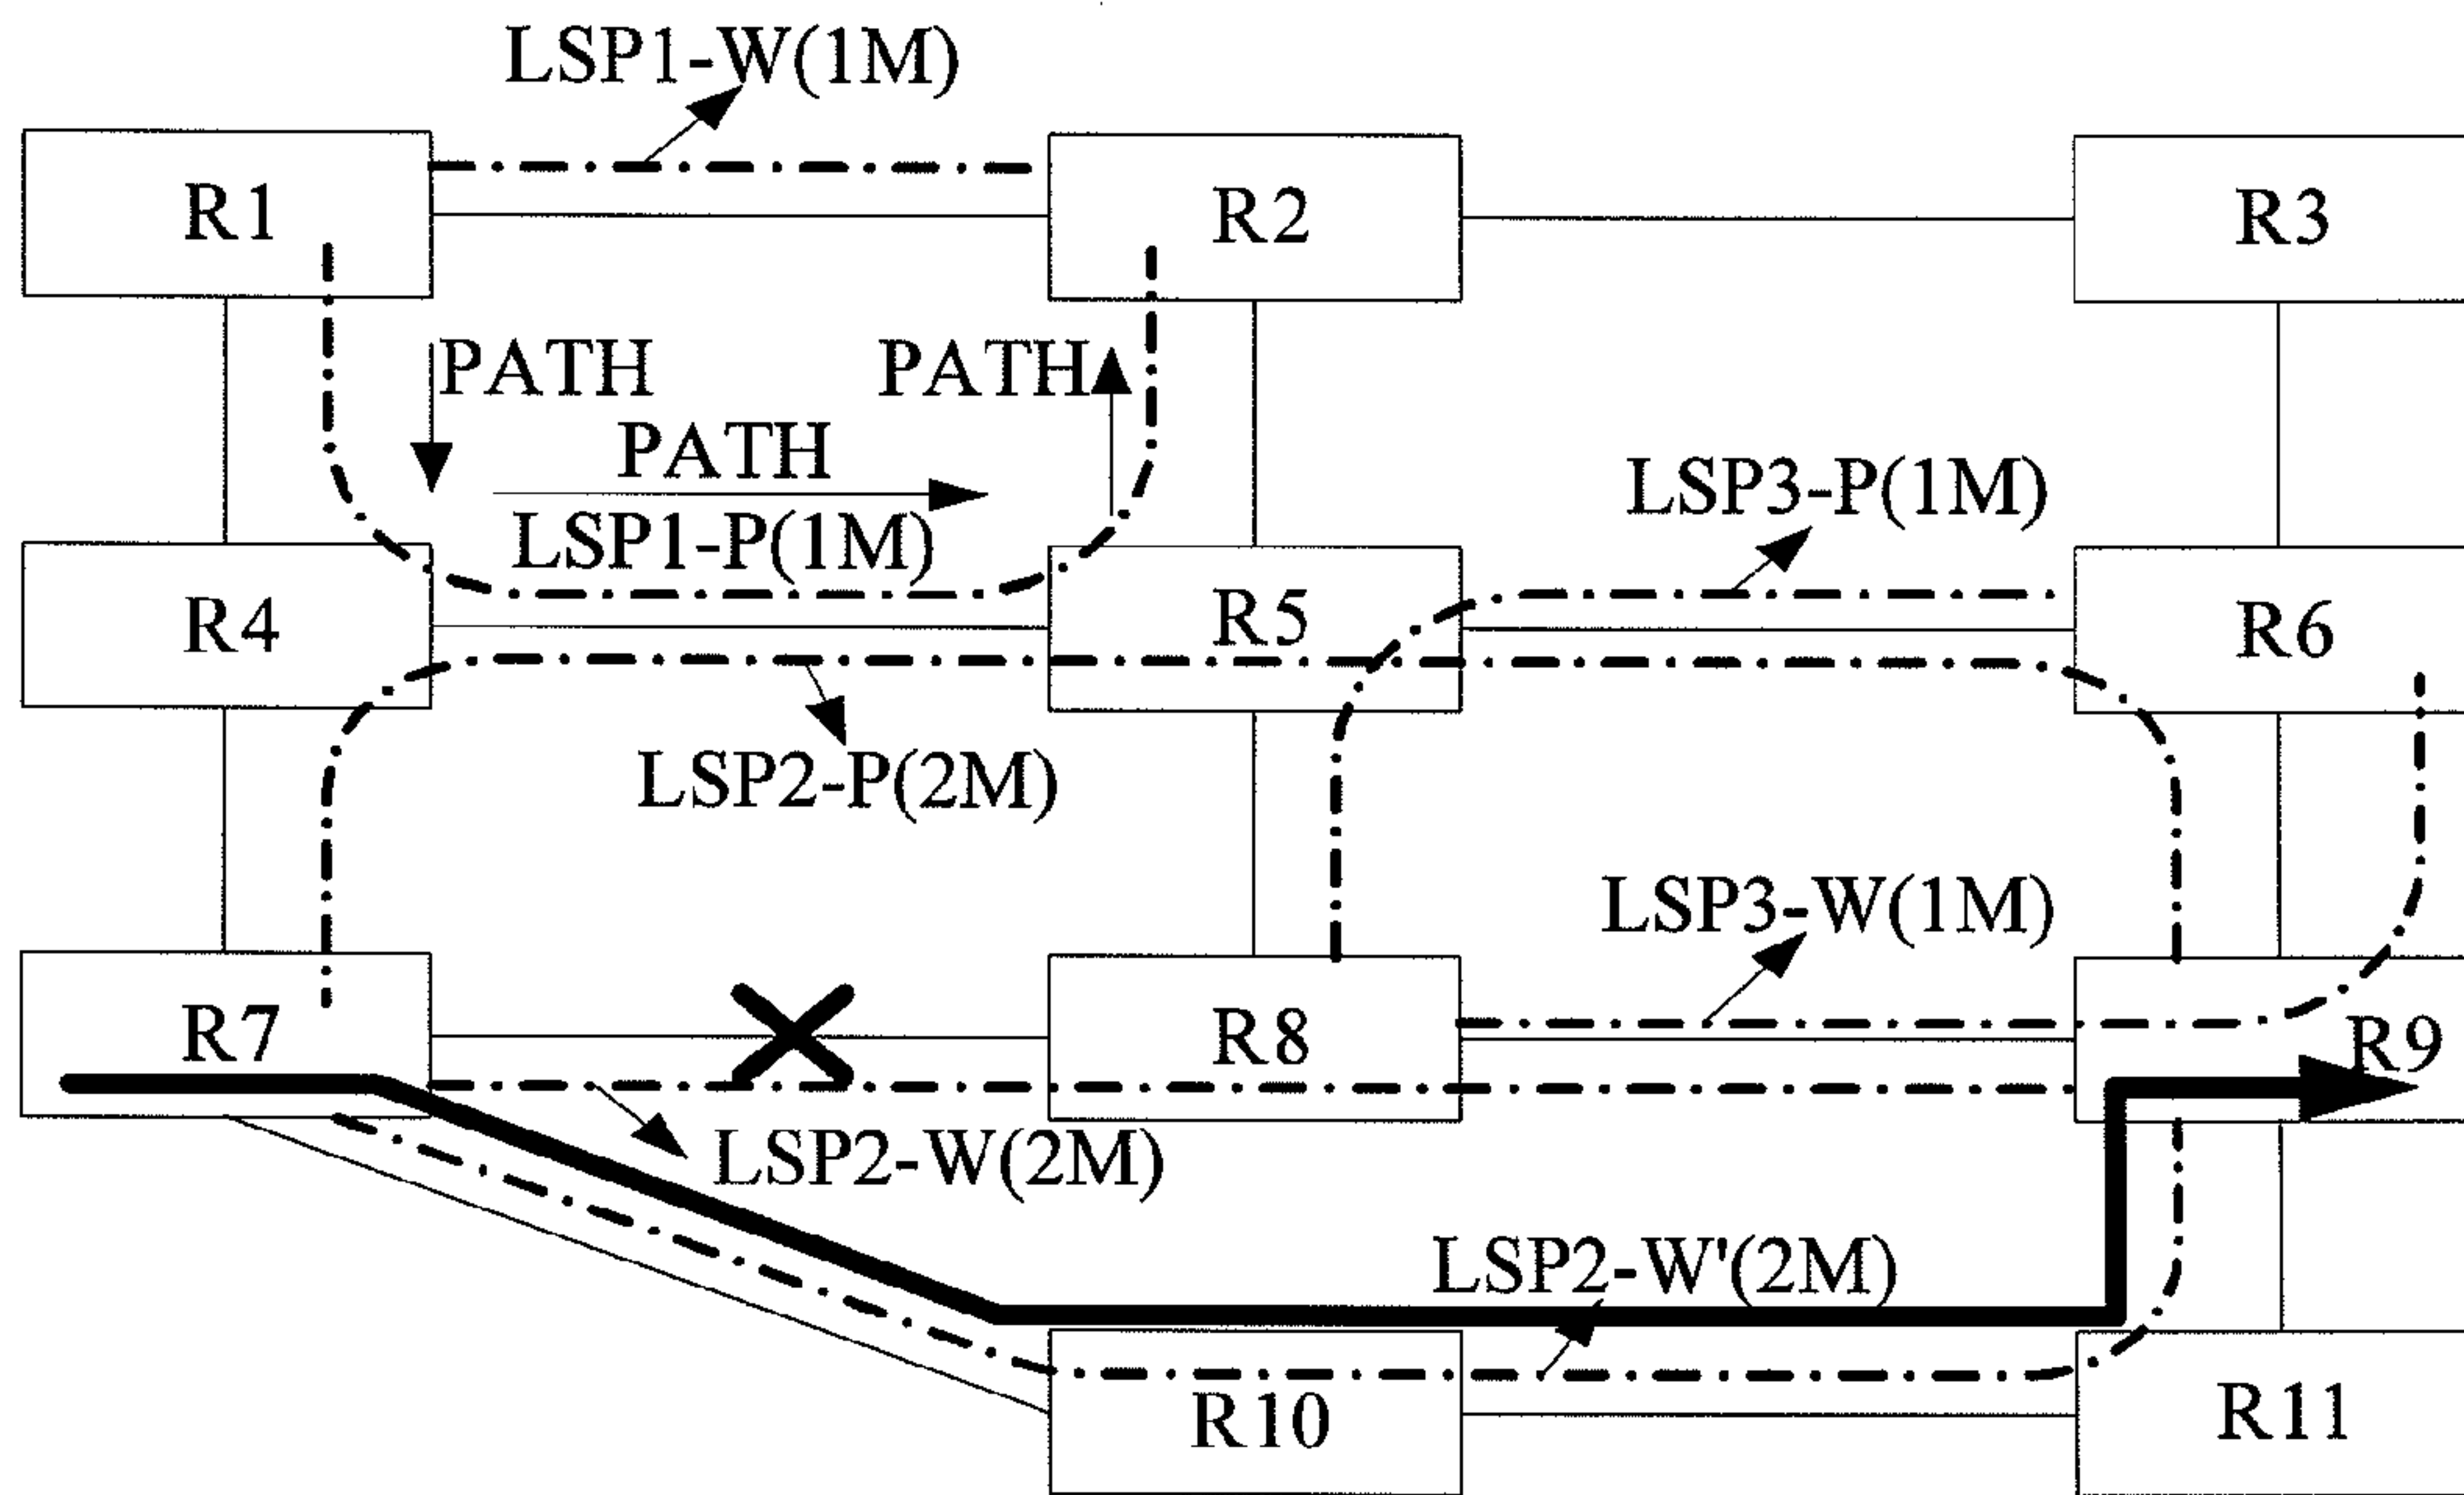 LSP1-W(1M)
R1
R2
R3
PATH
PATH
PATH
LSP1-P(1M)
LSP3-P(1M)
R4
R5
R6
LSP2-P(2M)
LSP3-W(1M)
R7
R8
R9
LSP2-W(2M)
LSP2-W'(2M)
R10
R11